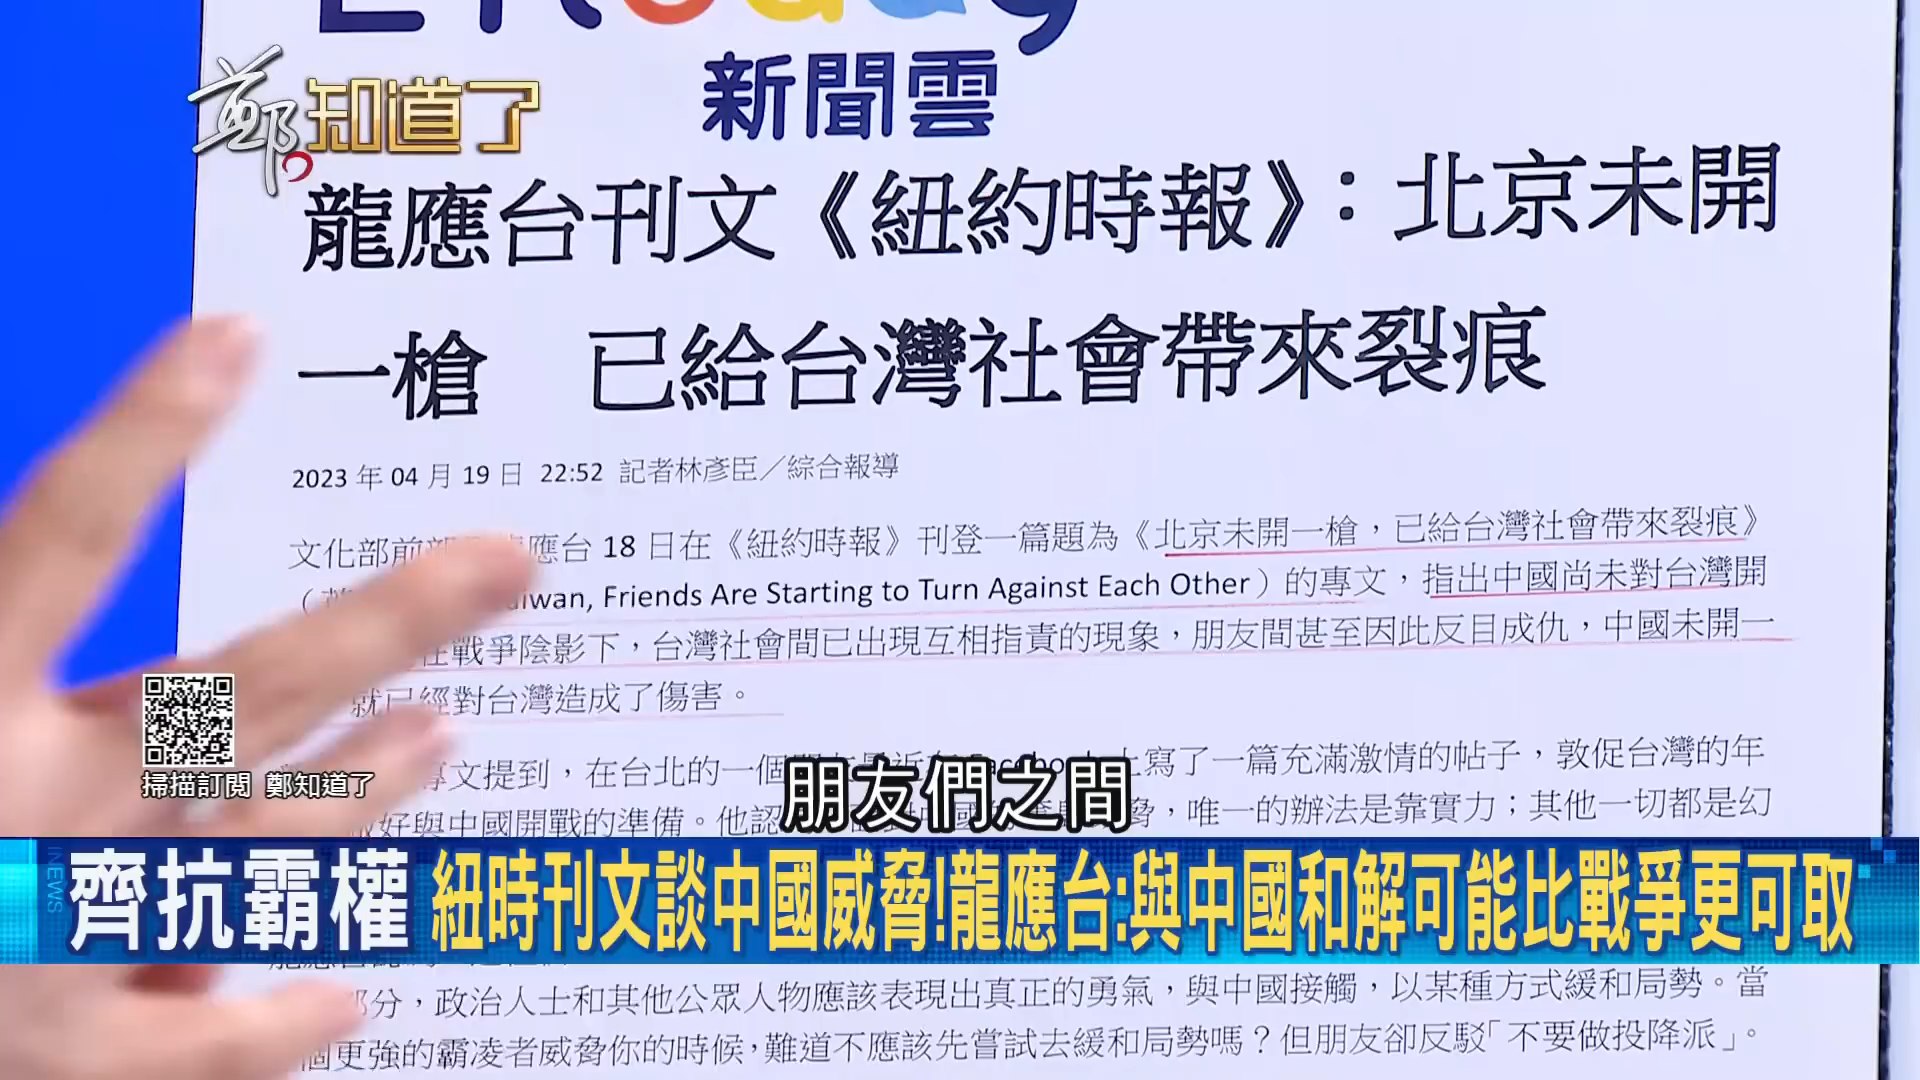 ETtoday
新聞雲
鄭知道了
龍應台刊文《紐約時報》：北京未開
一槍　已給台灣社會帶來裂痕
2023 年 04 月 19 日 22:52 記者林彥臣／綜合報導
文化部前 應台 18 日在《紐約時報》刊登一篇題為《北京未開一槍，已給台灣社會帶來裂痕》
iwan, Friends Are Starting to Turn Against Each Other）的專文，指出中國尚未對台灣開
在戰爭陰影下，台灣社會間已出現互相指責的現象，朋友間甚至因此反目成仇，中國未開一
就已經對台灣造成了傷害。
專文提到，在台北的一個 上寫了一篇充滿激情的帖子，敦促台灣的年
做好與中國開戰的準備。他認 脅，唯一的辦法是靠實力；其他一切都是幻
掃描訂閱 鄭知道了
朋友們之間
INEWS
齊抗霸權
紐時刊文談中國威脅!龍應台:與中國和解可能比戰爭更可取
部分，政治人士和其他公眾人物應該表現出真正的勇氣，與中國接觸，以某種方式緩和局勢。當
個更強的霸凌者威脅你的時候，難道不應該先嘗試去緩和局勢嗎？但朋友卻反駁「不要做投降派」。